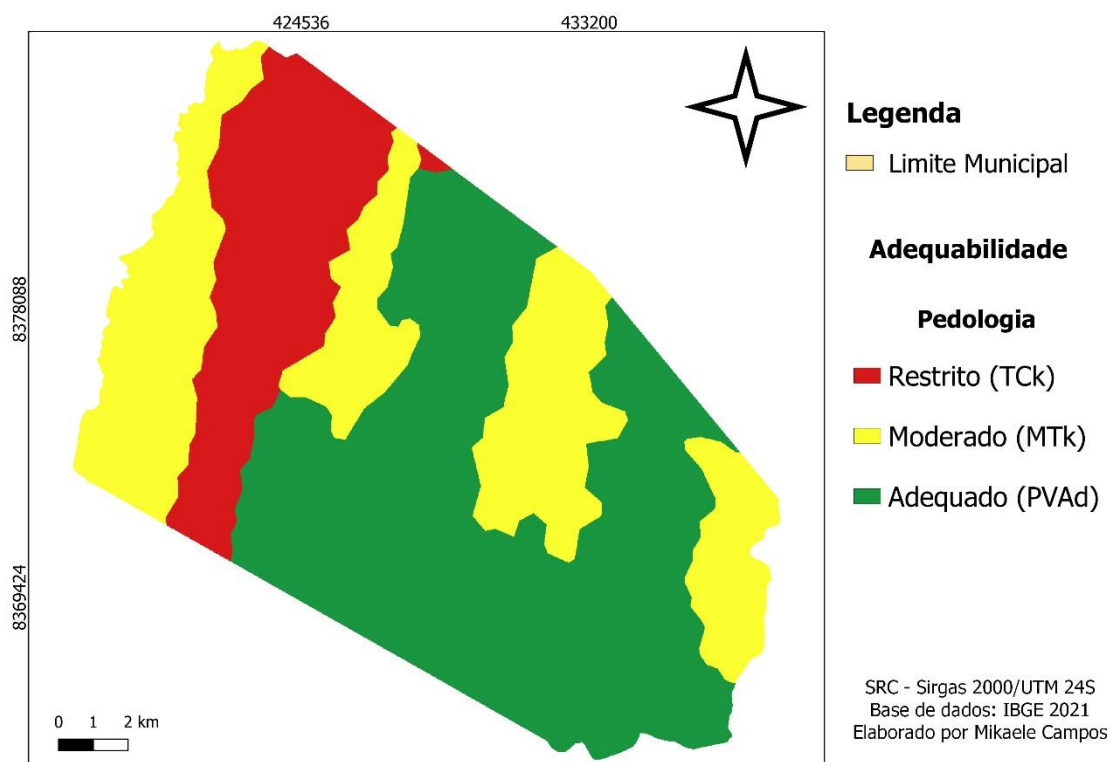 424536
433200
8378088
8369424
0 1 2 km
Legenda
Limite Municipal
Adequabilidade
Pedologia
Restrito (TCk)
Moderado (MTk)
Adequado (PVAd)
SRC - Sirgas 2000/UTM 24S
Base de dados: IBGE 2021
Elaborado por Mikaele Campos